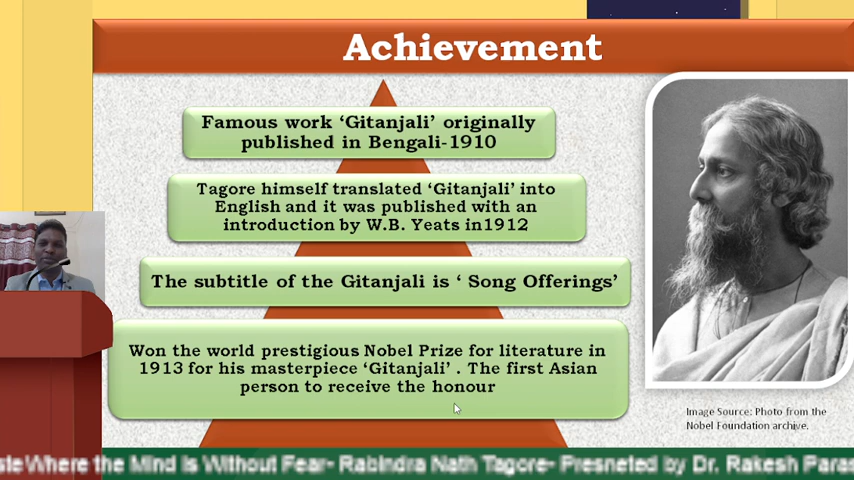 Achievement
Famous work ‘Gitanjali’ originally
published in Bengali-1910
Tagore himself translated ‘Gitanjali’ into
English and it was published with an
introduction by W.B. Yeats in1912
The subtitle of the Gitanjali is ‘ Song Offerings’
Won the world prestigious Nobel Prize for literature in
1913 for his masterpiece ‘Gitanjali’ . The first Asian
person to receive the honour
Image Source: Photo from the
Nobel Foundation archive.
Where the Mind Is Without Fear- Rabindra Nath Tagore- Presneted by Dr. Rakesh